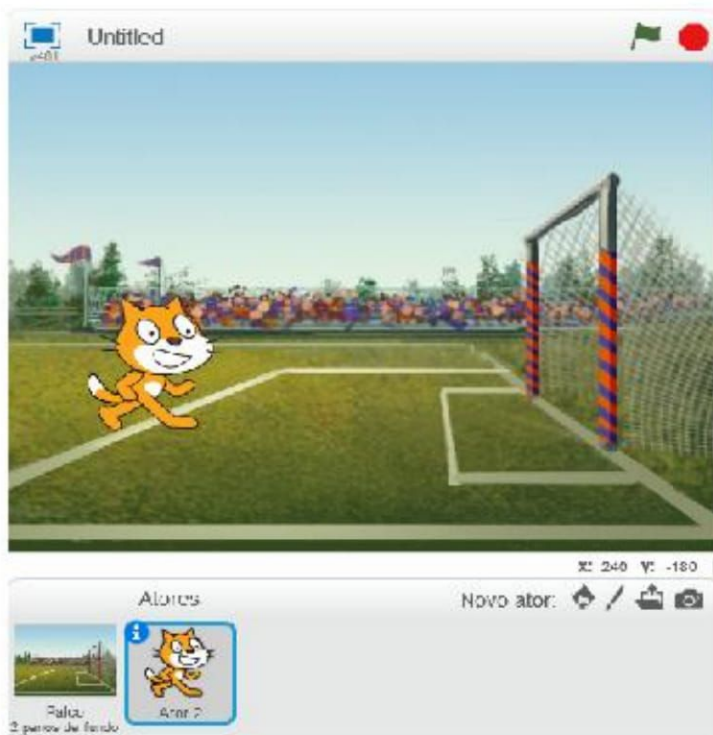 Untitled
X: 240 Y: -180
Atores
Novo ator:
Palco
Ator 2
2 panos de fundo